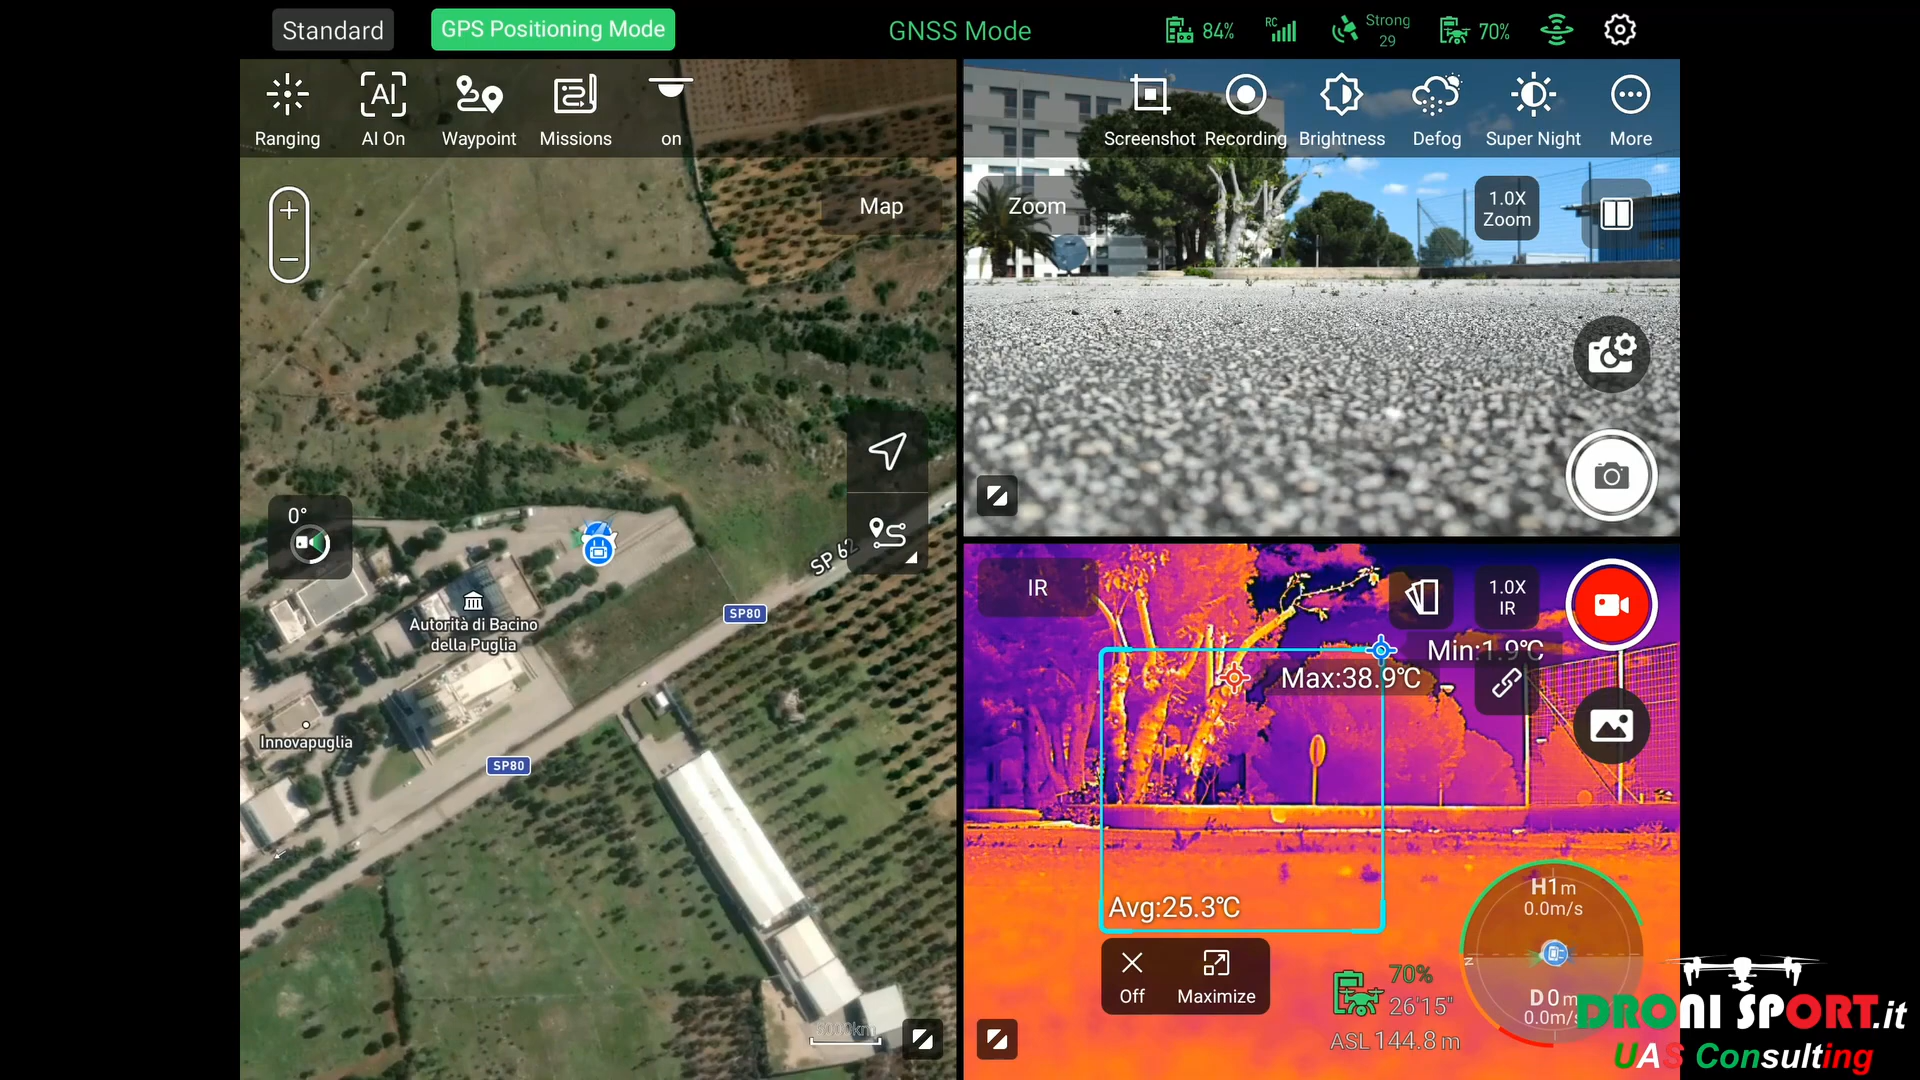 Standard
GPS Positioning Mode
GNSS Mode
84%
RC
Strong
29
70%
Ranging
AI
AI On
Waypoint
Missions
on
Screenshot
Recording
Brightness
Defog
Super Night
More
Map
Zoom
1.0X
Zoom
0°
SP 62
SP80
Autorità di Bacino
della Puglia
Innovapuglia
SP80
IR
1.0X
IR
Min:1.9℃
Max:38.9℃
Avg:25.3℃
Off
Maximize
H1m
0.0m/s
N
D0m
0.0m/s
70%
26'15"
ASL 144.8m
DRONI SPORT.it
UAS Consulting